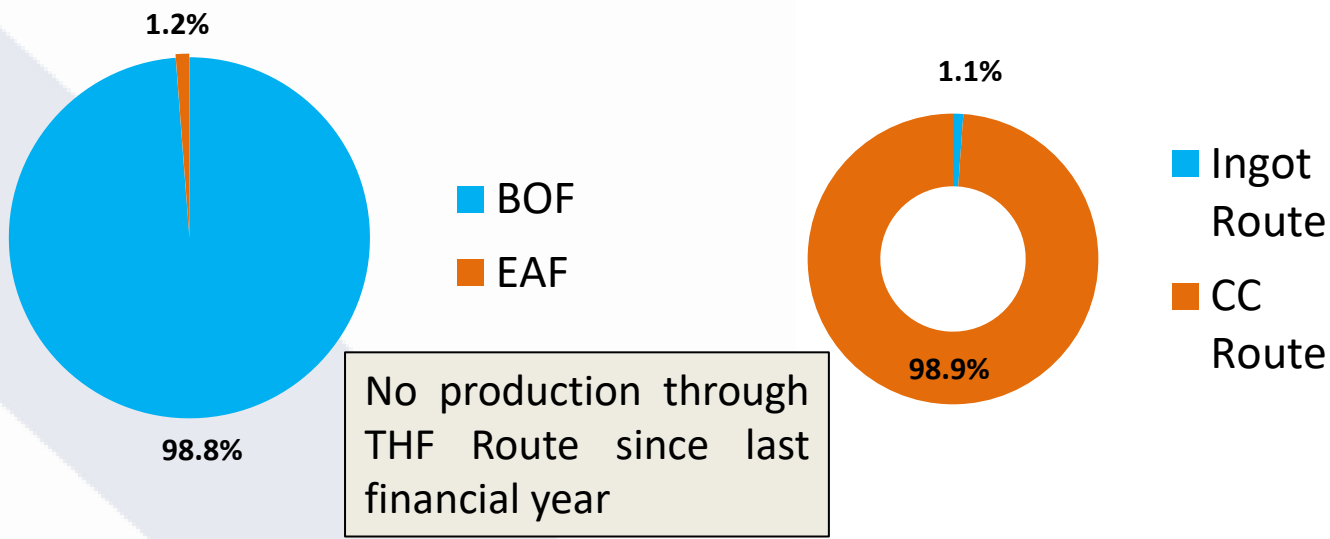 1.2%
BOF
EAF
98.8%
No production through
THF Route since last
financial year
1.1%
98.9%
Ingot
Route
CC
Route